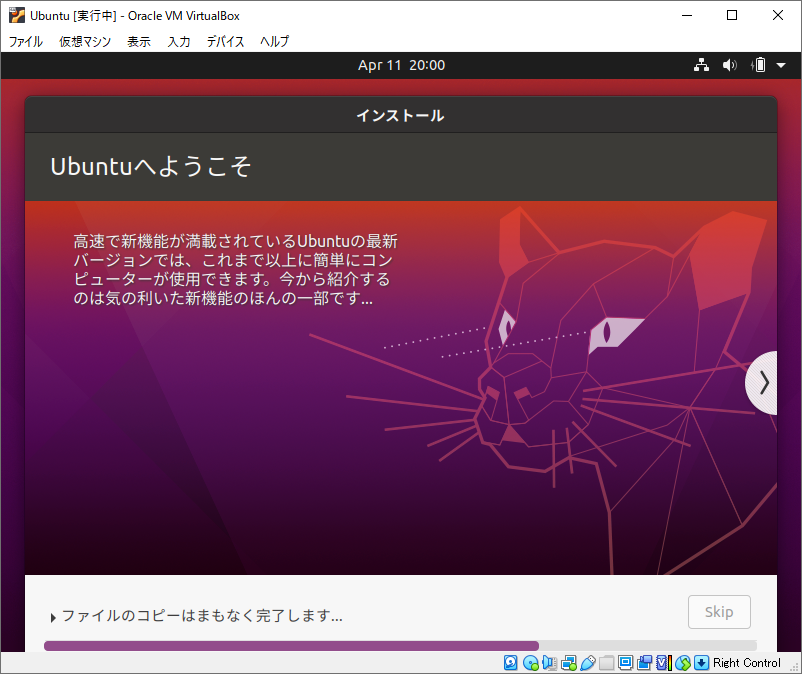 Ubuntu [実行中] - Oracle VM VirtualBox
ファイル 仮想マシン 表示 入力 デバイス ヘルプ
Apr 11 20:00
インストール
Ubuntuへようこそ
高速で新機能が満載されているUbuntuの最新
バージョンでは、これまで以上に簡単にコン
ピューターが使用できます。今から紹介する
のは気の利いた新機能のほんの一部です...
ファイルのコピーはまもなく完了します...
Skip
Right Control